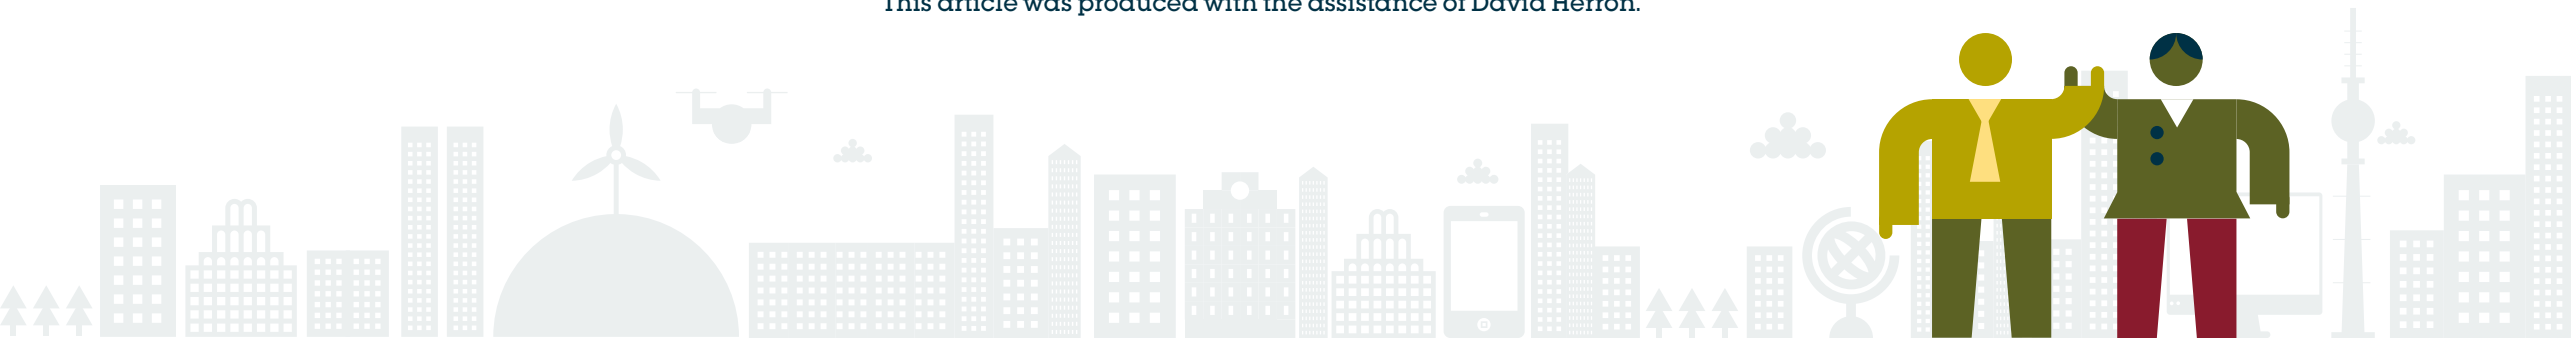 This article was produced with the assistance of David Herron.